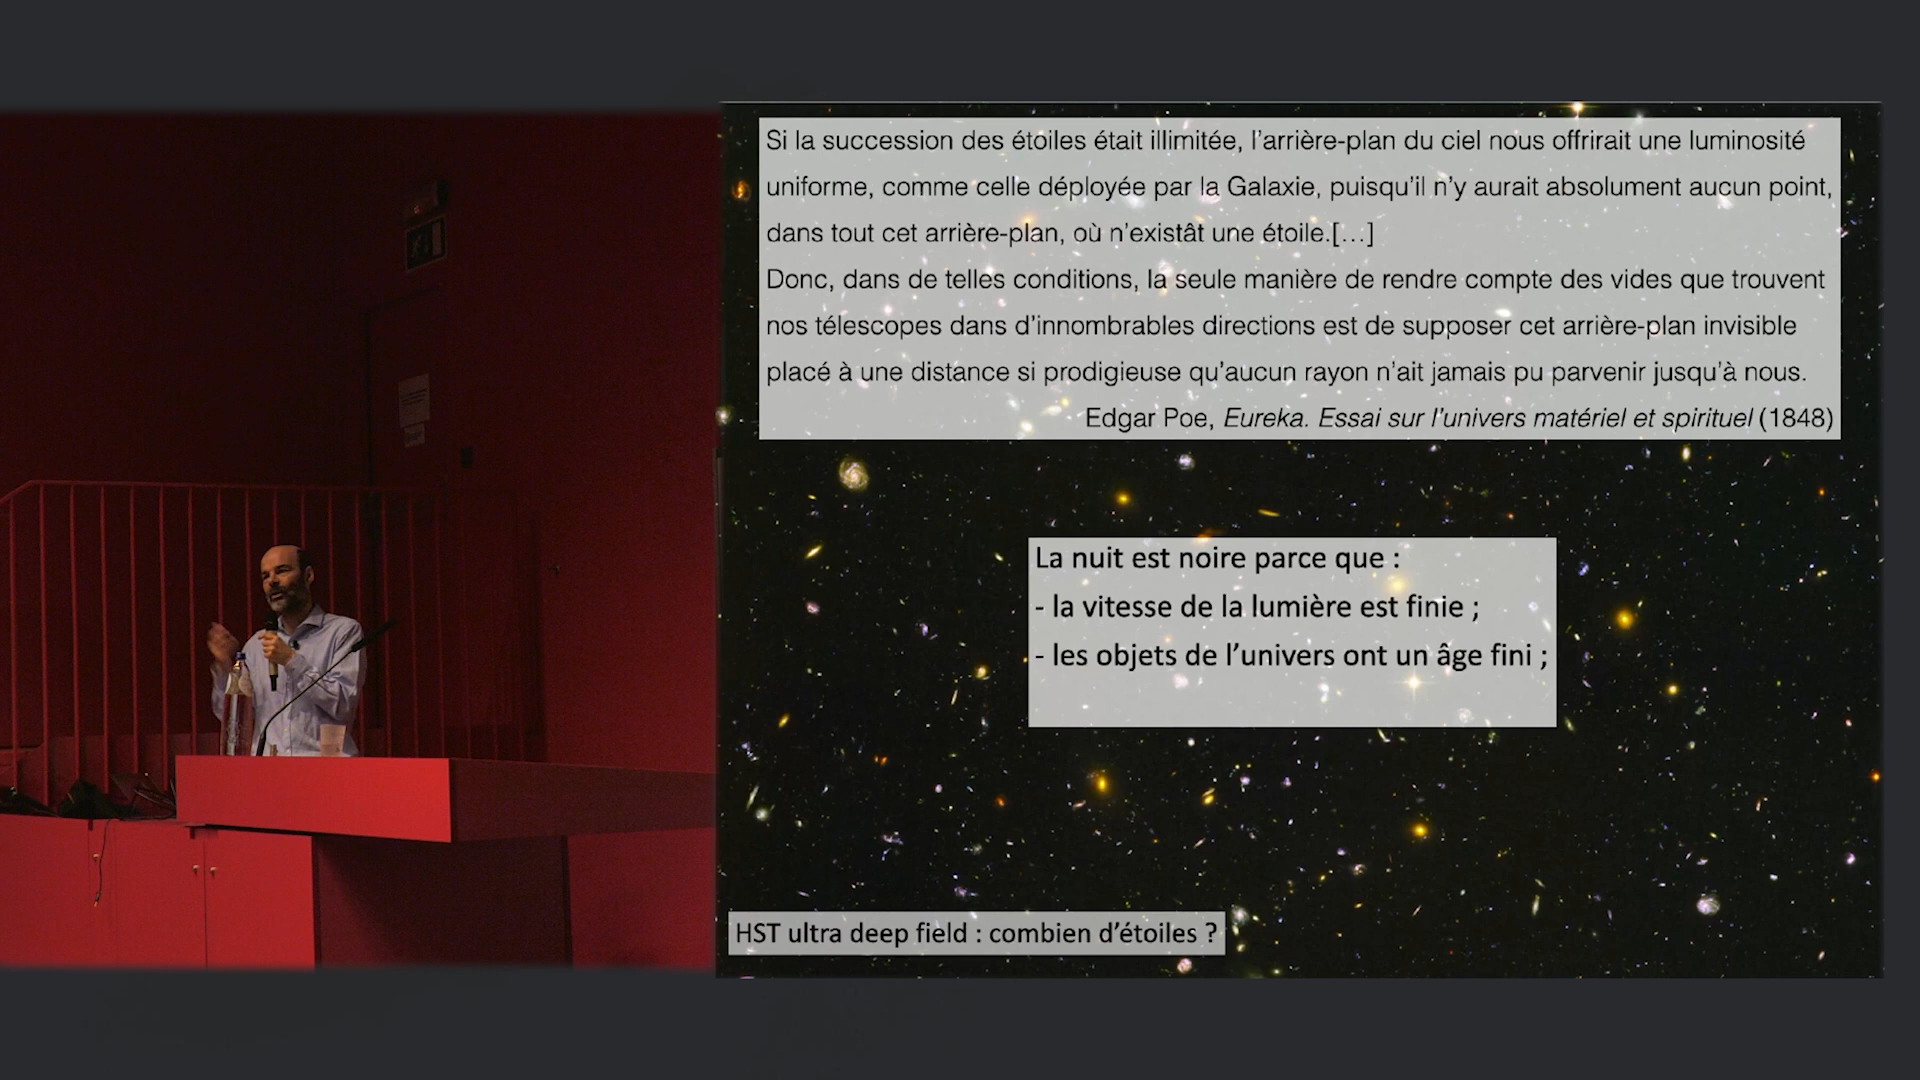 Si la succession des étoiles était illimitée, l’arrière-plan du ciel nous offrirait une luminosité
uniforme, comme celle déployée par la Galaxie, puisqu’il n’y aurait absolument aucun point,
dans tout cet arrière-plan, où n’existât une étoile.[…]
Donc, dans de telles conditions, la seule manière de rendre compte des vides que trouvent
nos télescopes dans d’innombrables directions est de supposer cet arrière-plan invisible
placé à une distance si prodigieuse qu’aucun rayon n’ait jamais pu parvenir jusqu’à nous.
Edgar Poe, Eureka. Essai sur l’univers matériel et spirituel (1848)
La nuit est noire parce que :
- la vitesse de la lumière est finie ;
- les objets de l’univers ont un âge fini ;
HST ultra deep field : combien d’étoiles ?